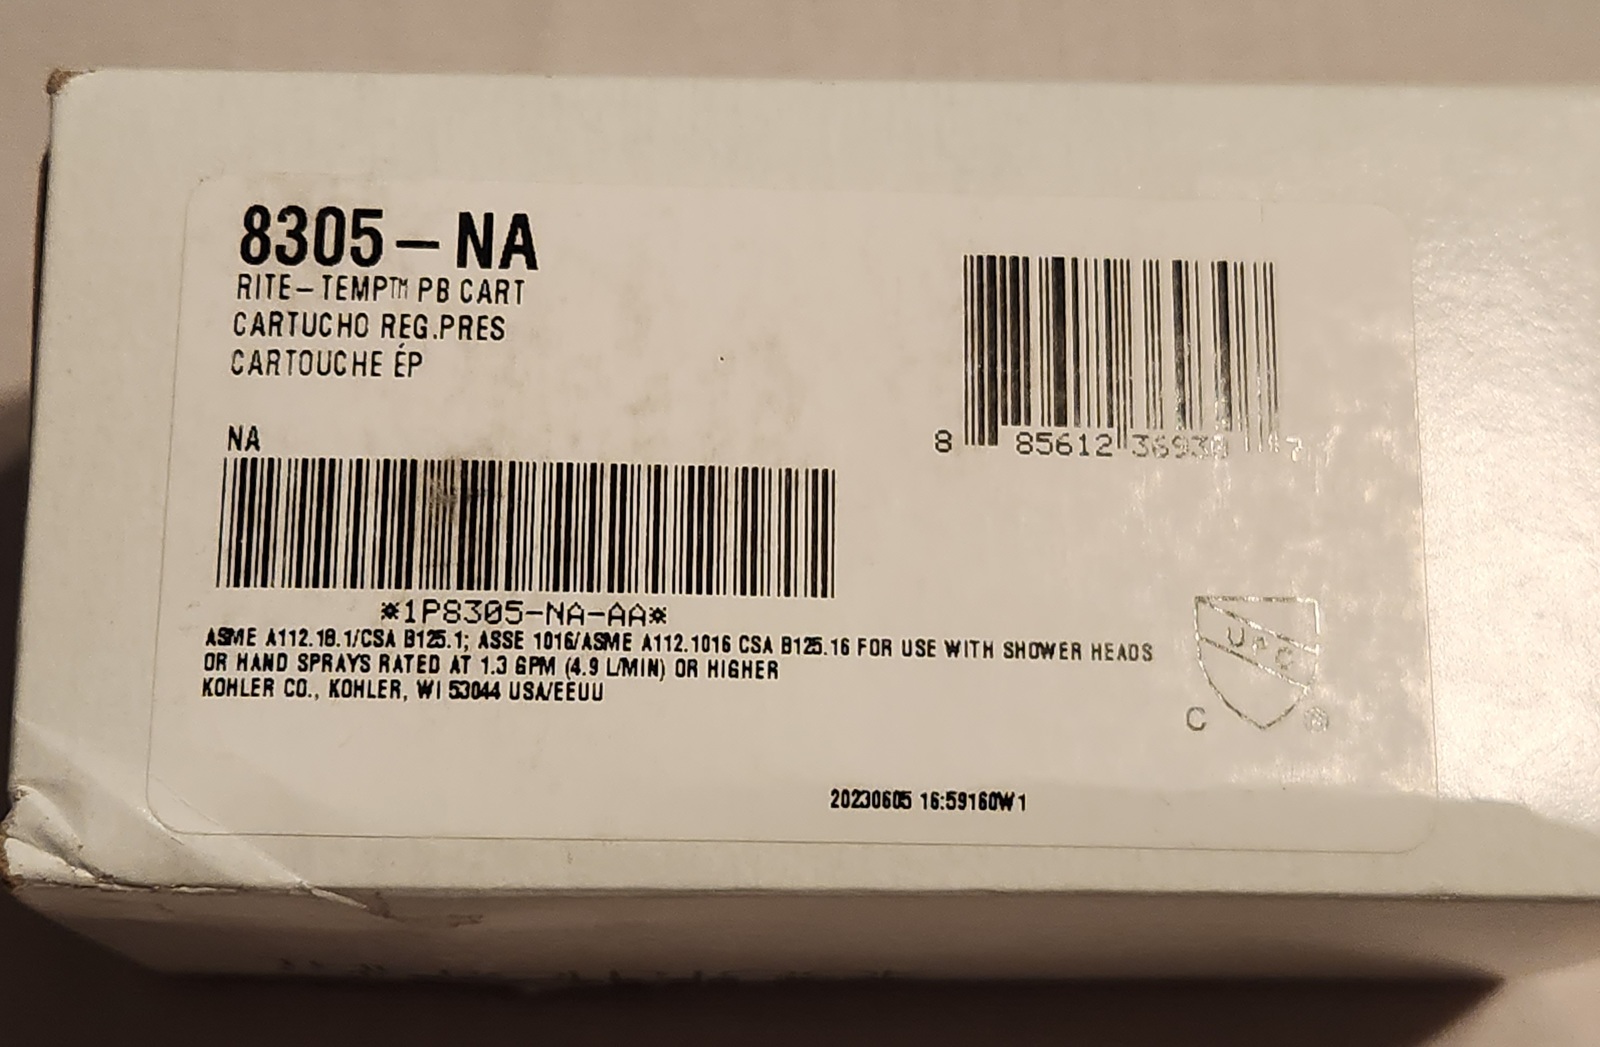 8305-NA
RITE-TEMP™ PB CART
CARTUCHO REG.PRES
CARTOUCHE ÉP
NA
*1P8305-NA-AA*
8 85612 36930 7
ASME A112.18.1/CSA B125.1; ASSE 1016/ASME A112.1016 CSA B125.16 FOR USE WITH SHOWER HEADS
OR HAND SPRAYS RATED AT 1.3 GPM (4.9 L/MIN) OR HIGHER
KOHLER CO., KOHLER, WI 53044 USA/EEUU
UPC
C ®
20230605 16:59160W1